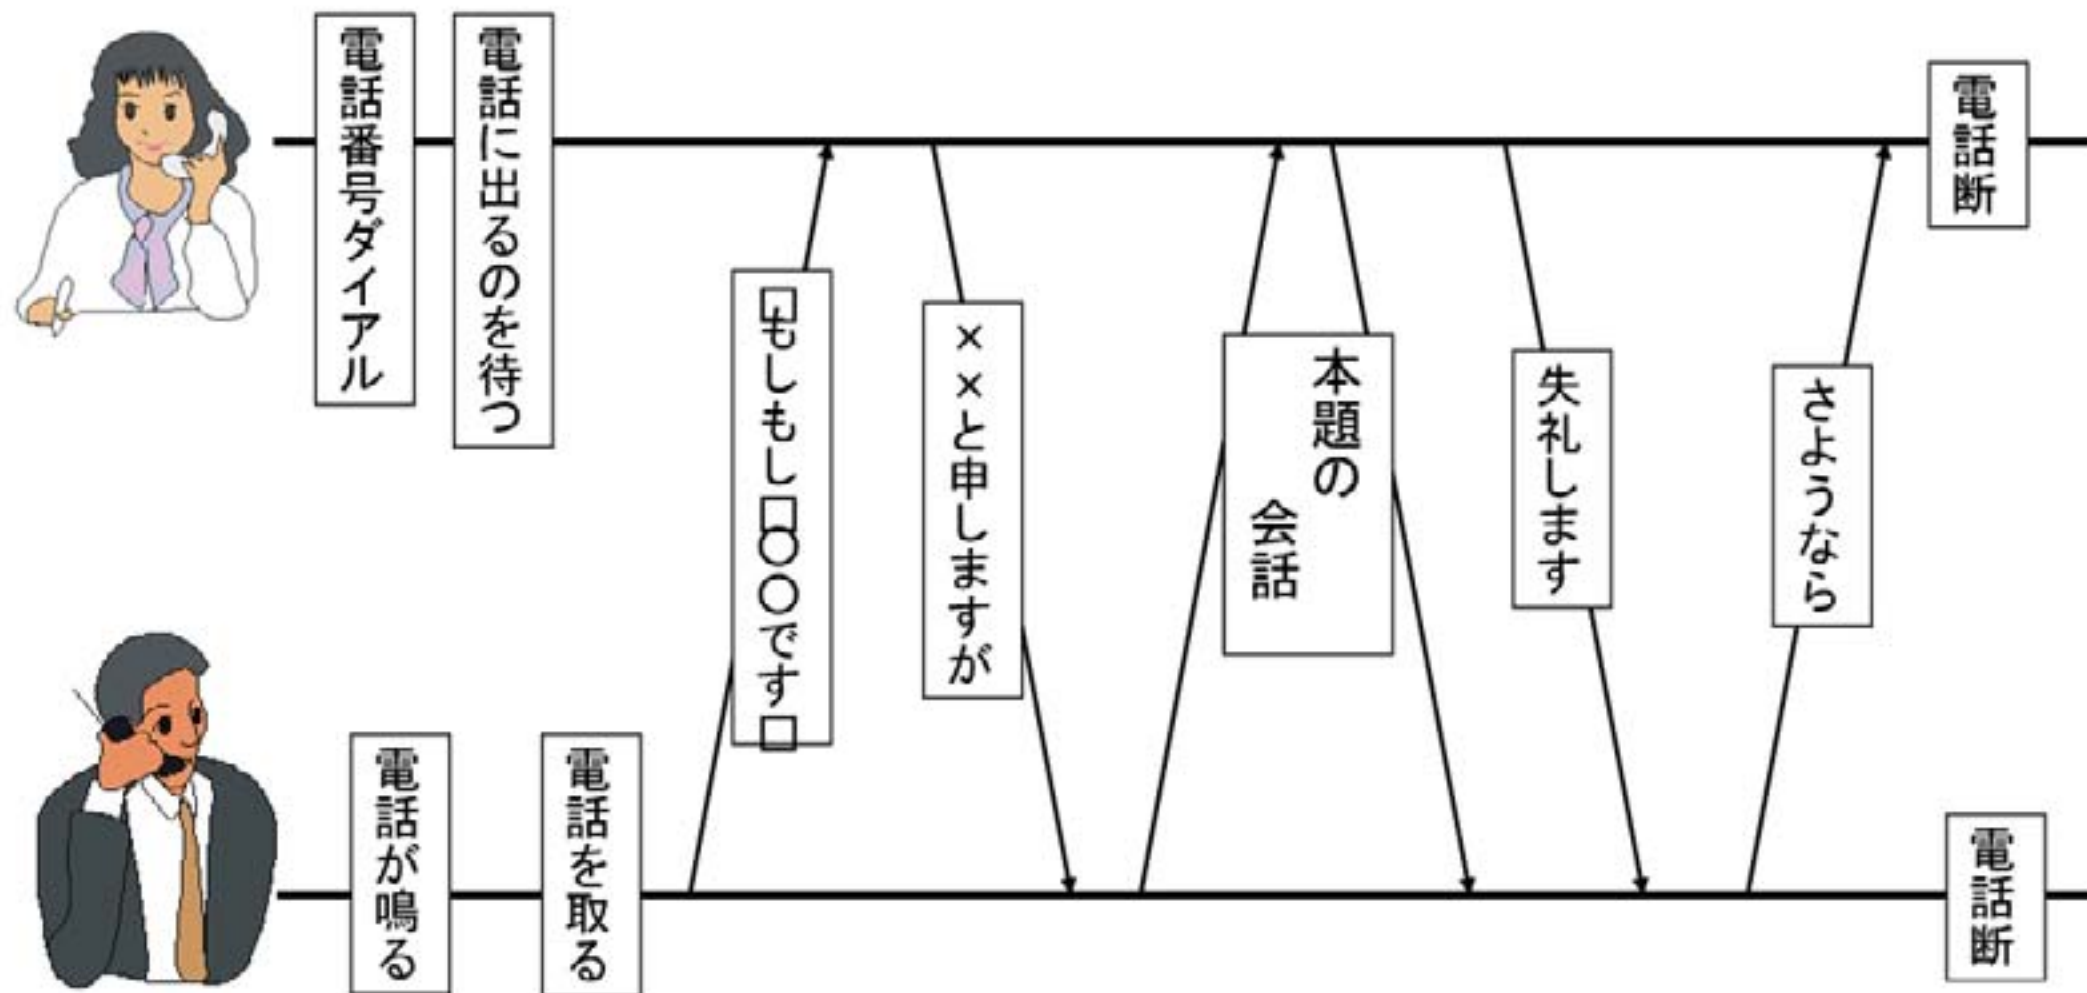 電話番号ダイアル
電話に出るのを待つ
□もしもし□〇〇です□
××と申しますが
本題の
会話
失礼します
さようなら
電話断
電話が鳴る
電話を取る
電話断